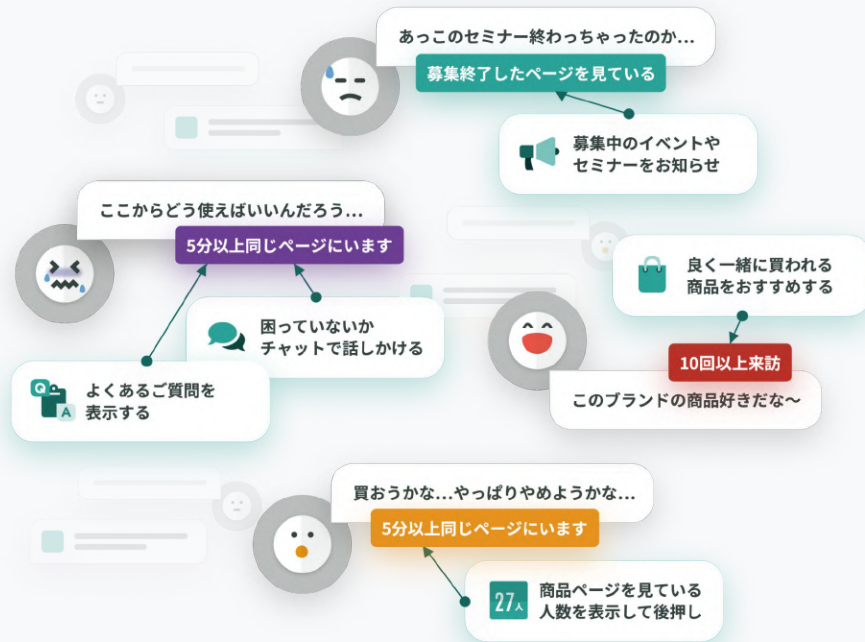 あっこのセミナー終わっちゃったのか...
募集終了したページを見ている
募集中のイベントや
セミナーをお知らせ
ここからどう使えばいいんだろう...
5分以上同じページにいます
困っていないか
チャットで話しかける
Q
A
よくあるご質問を
表示する
良く一緒に買われる
商品をおすすめする
10回以上来訪
このブランドの商品好きだな〜
買おうかな...やっぱりやめようかな...
5分以上同じページにいます
27人
商品ページを見ている
人数を表示して後押し